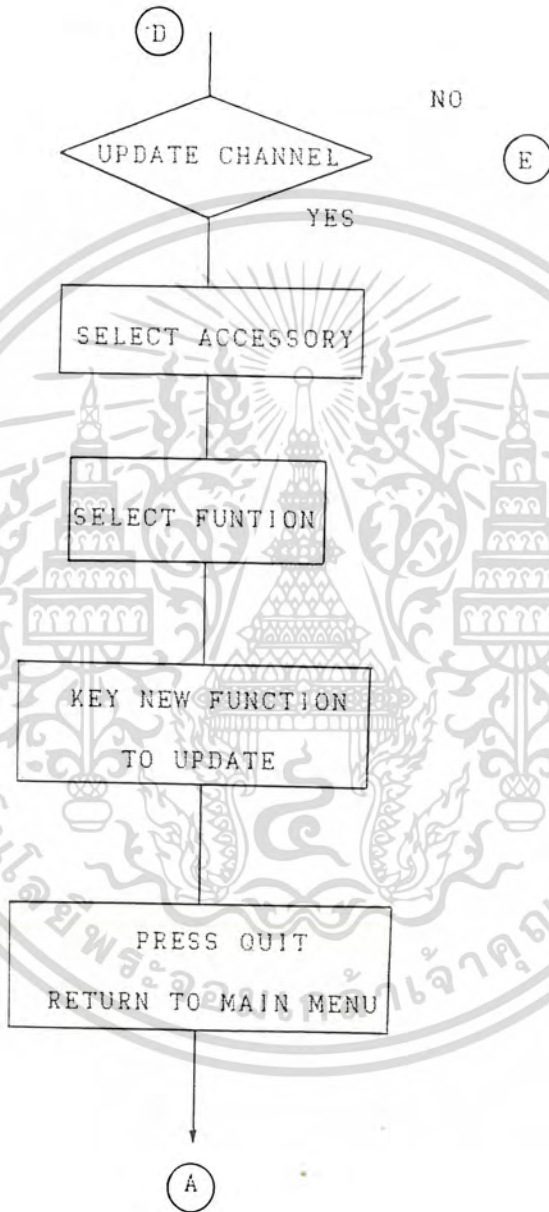 D
NO
UPDATE CHANNEL
E
YES
SELECT ACCESSORY
SELECT FUNTION
KEY NEW FUNCTION
TO UPDATE
PRESS QUIT
RETURN TO MAIN MENU
A